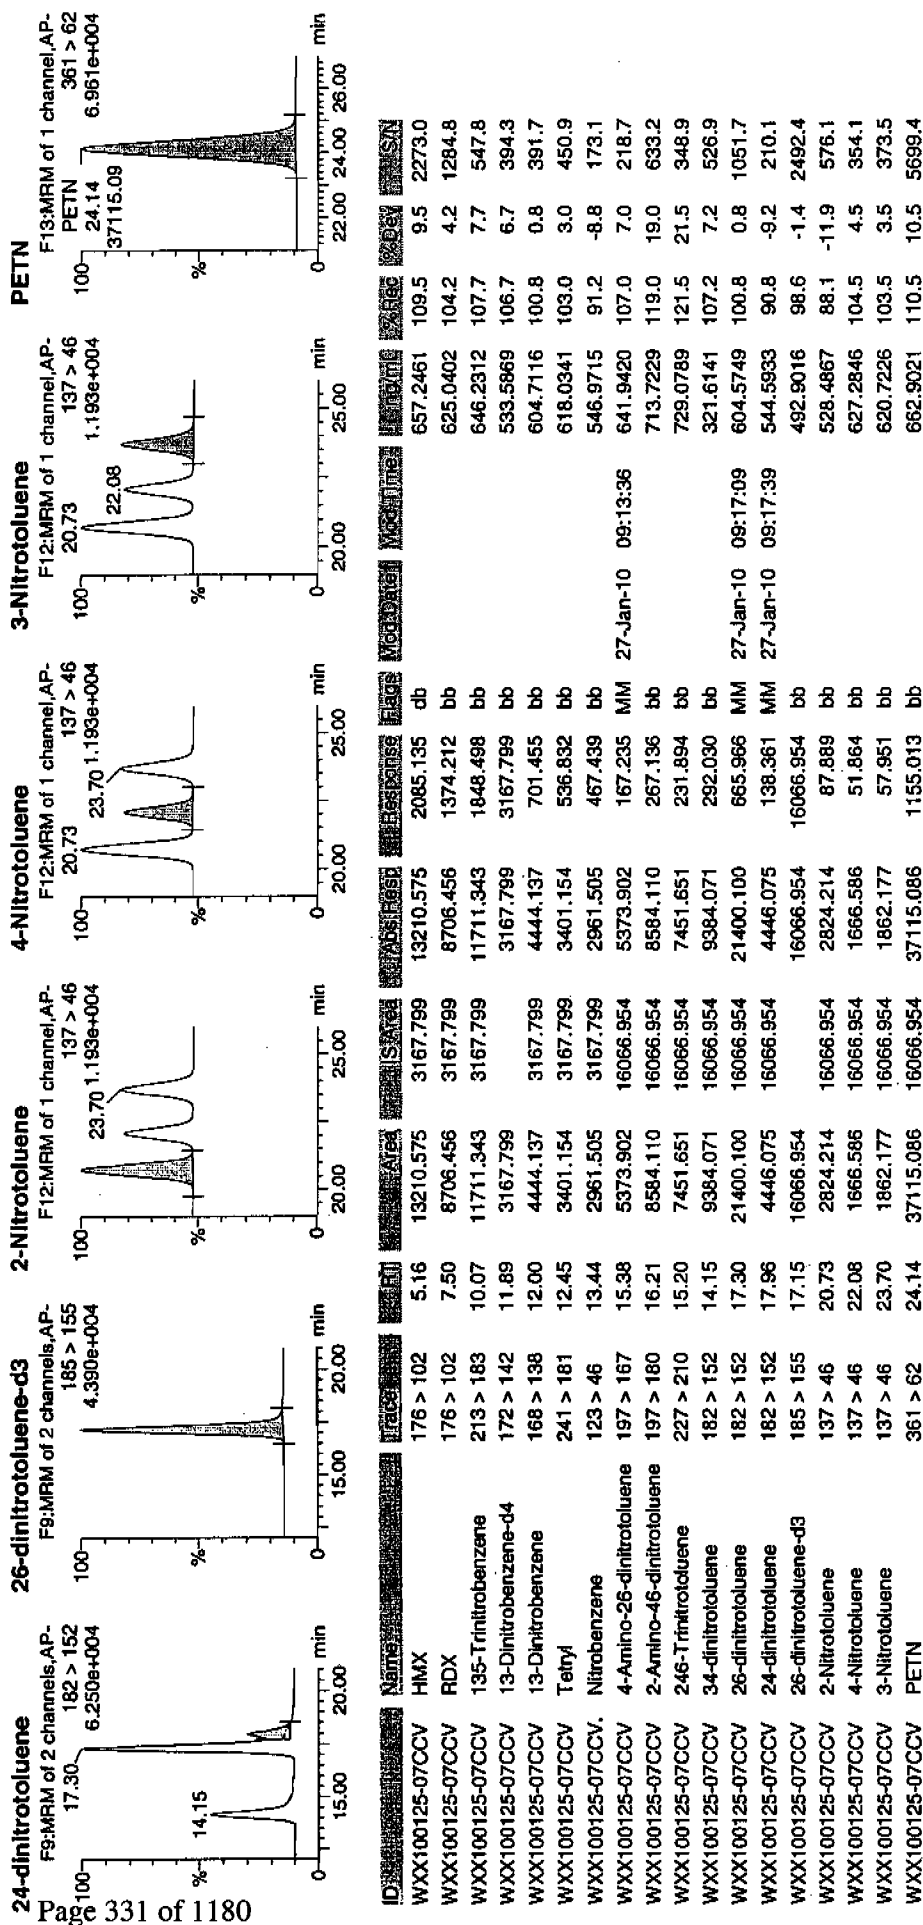 24-dinitrotoluene
F9:MRM of 2 channels,AP-
17.30
182 > 152
6.250e+004
100
%
14.15
0
15.00
20.00
min
26-dinitrotoluene-d3
F9:MRM of 2 channels,AP-
185 > 155
4.390e+004
100
%
0
15.00
20.00
min
2-Nitrotoluene
F12:MRM of 1 channel,AP-
137 > 46
23.70 1.193e+004
100
%
0
20.00
25.00
min
4-Nitrotoluene
F12:MRM of 1 channel,AP-
20.73
137 > 46
23.70 1.193e+004
100
%
0
20.00
25.00
min
3-Nitrotoluene
F12:MRM of 1 channel,AP-
20.73
137 > 46
1.193e+004
22.08
100
%
0
20.00
25.00
min
PETN
F13:MRM of 1 channel,AP-
PETN
361 > 62
24.14
6.961e+004
37115.09
100
%
0
22.00
24.00
26.00
min
ID Name Trace RT Area IS Area Abs Resp Response Flags Mod Date Mod Time ng/mL %Rec %Dev S/N
WXX100125-07CCV HMX 176 > 102 5.16 13210.575 3167.799 13210.575 2085.135 db 657.2461 109.5 9.5 2273.0
WXX100125-07CCV RDX 176 > 102 7.50 8706.456 3167.799 8706.456 1374.212 bb 625.0402 104.2 4.2 1284.8
WXX100125-07CCV 135-Trinitrobenzene 213 > 183 10.07 11711.343 3167.799 11711.343 1848.498 bb 646.2312 107.7 7.7 547.8
WXX100125-07CCV 13-Dinitrobenzene-d4 172 > 142 11.89 3167.799 3167.799 3167.799 bb 533.5869 106.7 6.7 394.3
WXX100125-07CCV 13-Dinitrobenzene 168 > 138 12.00 4444.137 3167.799 4444.137 701.455 bb 604.7116 100.8 0.8 391.7
WXX100125-07CCV Tetryl 241 > 181 12.45 3401.154 3167.799 3401.154 536.832 bb 618.0341 103.0 3.0 450.9
WXX100125-07CCV. Nitrobenzene 123 > 46 13.44 2961.505 3167.799 2961.505 467.439 bb 546.9715 91.2 -8.8 173.1
WXX100125-07CCV 4-Amino-26-dinitrotoluene 197 > 167 15.38 5373.902 16066.954 5373.902 167.235 MM 27-Jan-10 09:13:36 641.9420 107.0 7.0 218.7
WXX100125-07CCV 2-Amino-46-dinitrotoluene 197 > 180 16.21 8584.110 16066.954 8584.110 267.136 bb 713.7229 119.0 19.0 633.2
WXX100125-07CCV 246-Trinitrotoluene 227 > 210 15.20 7451.651 16066.954 7451.651 231.894 bb 729.0789 121.5 21.5 348.9
WXX100125-07CCV 34-dinitrotoluene 182 > 152 14.15 9384.071 16066.954 9384.071 292.030 bb 321.6141 107.2 7.2 526.9
WXX100125-07CCV 26-dinitrotoluene 182 > 152 17.30 21400.100 16066.954 21400.100 665.966 MM 27-Jan-10 09:17:09 604.5749 100.8 0.8 1051.7
WXX100125-07CCV 24-dinitrotoluene 182 > 152 17.96 4446.075 16066.954 4446.075 138.361 MM 27-Jan-10 09:17:39 544.5933 90.8 -9.2 210.1
WXX100125-07CCV 26-dinitrotoluene-d3 185 > 155 17.15 16066.954 16066.954 16066.954 bb 492.9016 98.6 -1.4 2492.4
WXX100125-07CCV 2-Nitrotoluene 137 > 46 20.73 2824.214 16066.954 2824.214 87.889 bb 528.4867 88.1 -11.9 576.1
WXX100125-07CCV 4-Nitrotoluene 137 > 46 22.08 1666.586 16066.954 1666.586 51.864 bb 627.2846 104.5 4.5 354.1
WXX100125-07CCV 3-Nitrotoluene 137 > 46 23.70 1862.177 16066.954 1862.177 57.951 bb 620.7226 103.5 3.5 373.5
WXX100125-07CCV PETN 361 > 62 24.14 37115.086 16066.954 37115.086 1155.013 bb 662.9021 110.5 10.5 5699.4
Page 331 of 1180